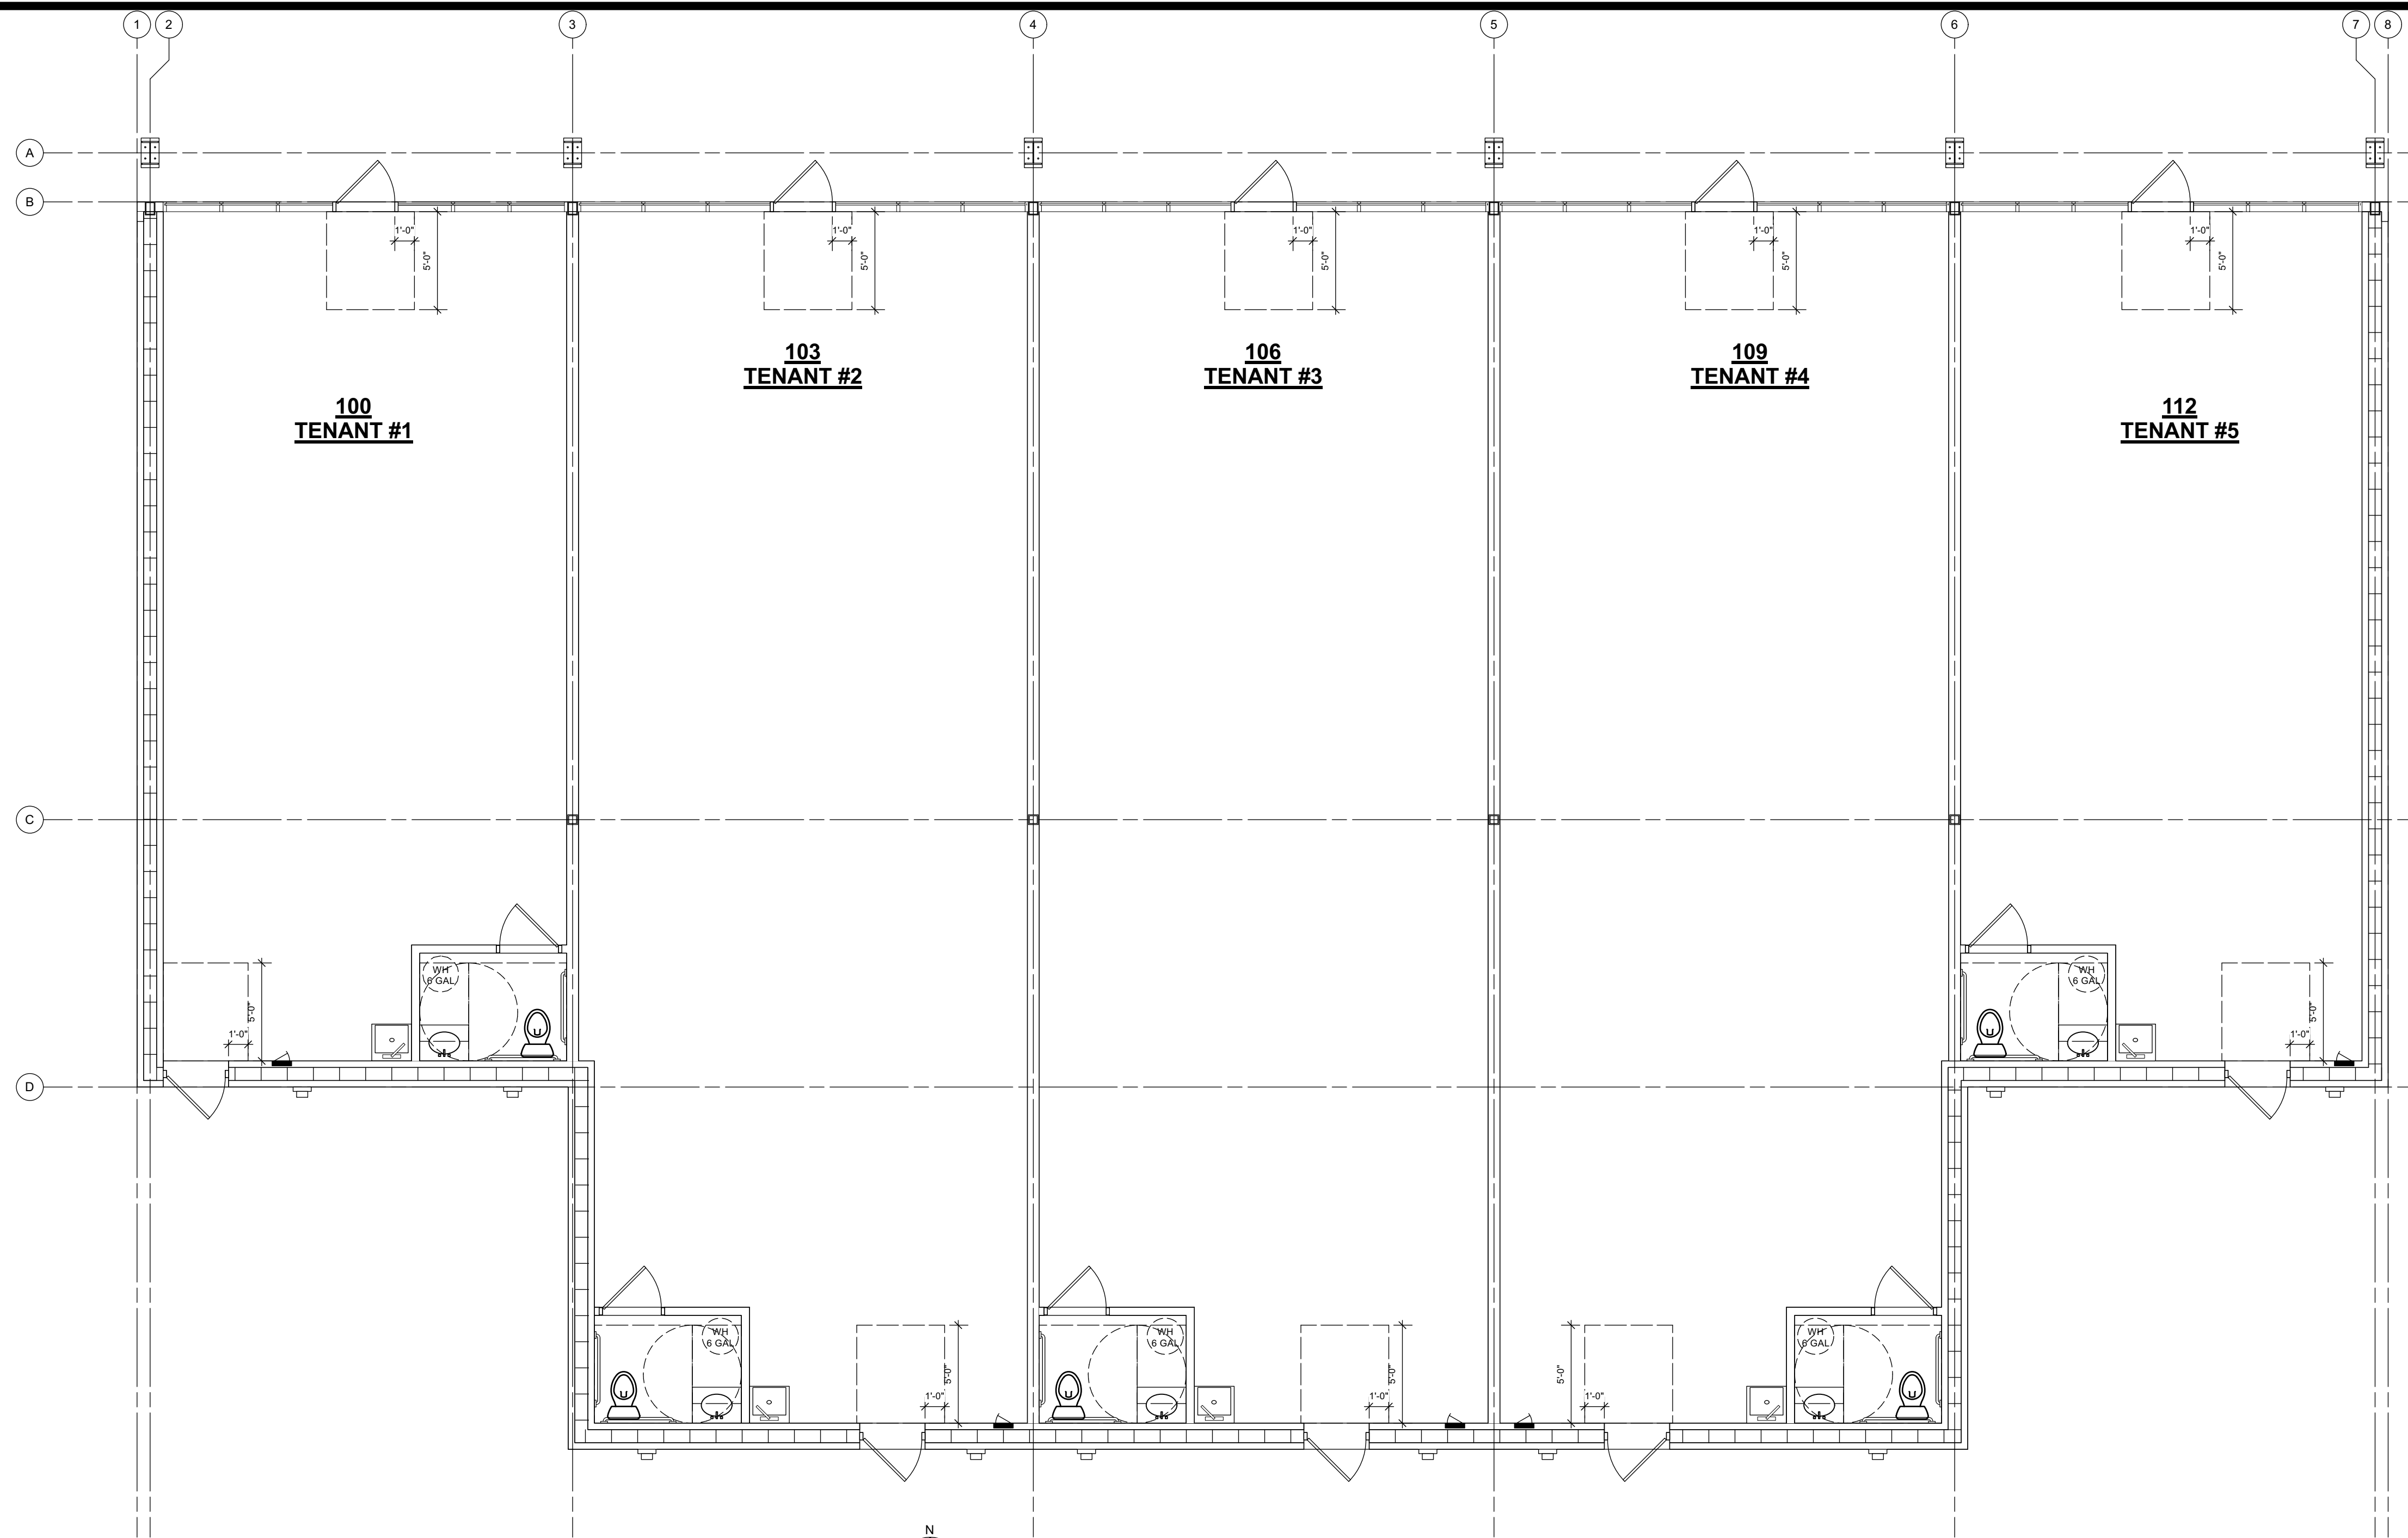 1 2 3 4 5 6 7 8
A
B
1'-0" 1'-0" 1'-0" 1'-0" 1'-0"
5'-0" 5'-0" 5'-0" 5'-0" 5'-0"
103 106 109
TENANT #2 TENANT #3 TENANT #4
100 112
TENANT #1 TENANT #5
C
WH WH
6 GAL 6 GAL
5'-0" 5'-0"
1'-0" 1'-0"
D
WH WH WH
6 GAL 6 GAL 6 GAL
5'-0" 5'-0" 5'-0"
1'-0" 1'-0" 1'-0"
N